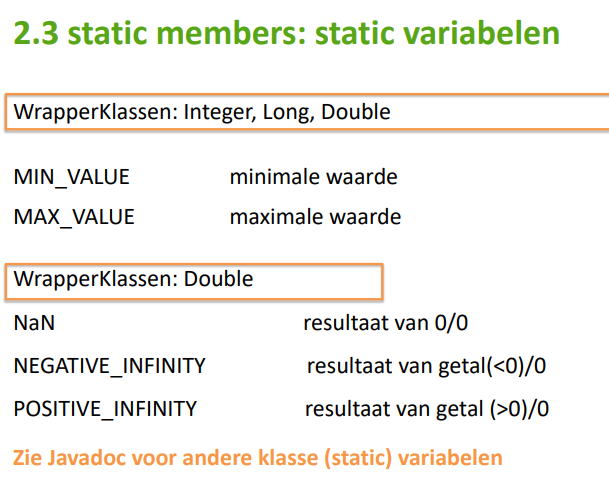 2.3 static members: static variabelen
WrapperKlassen: Integer, Long, Double
MIN_VALUE minimale waarde
MAX_VALUE maximale waarde
WrapperKlassen: Double
NaN resultaat van 0/0
NEGATIVE_INFINITY resultaat van getal(<0)/0
POSITIVE_INFINITY resultaat van getal (>0)/0
Zie Javadoc voor andere klasse (static) variabelen